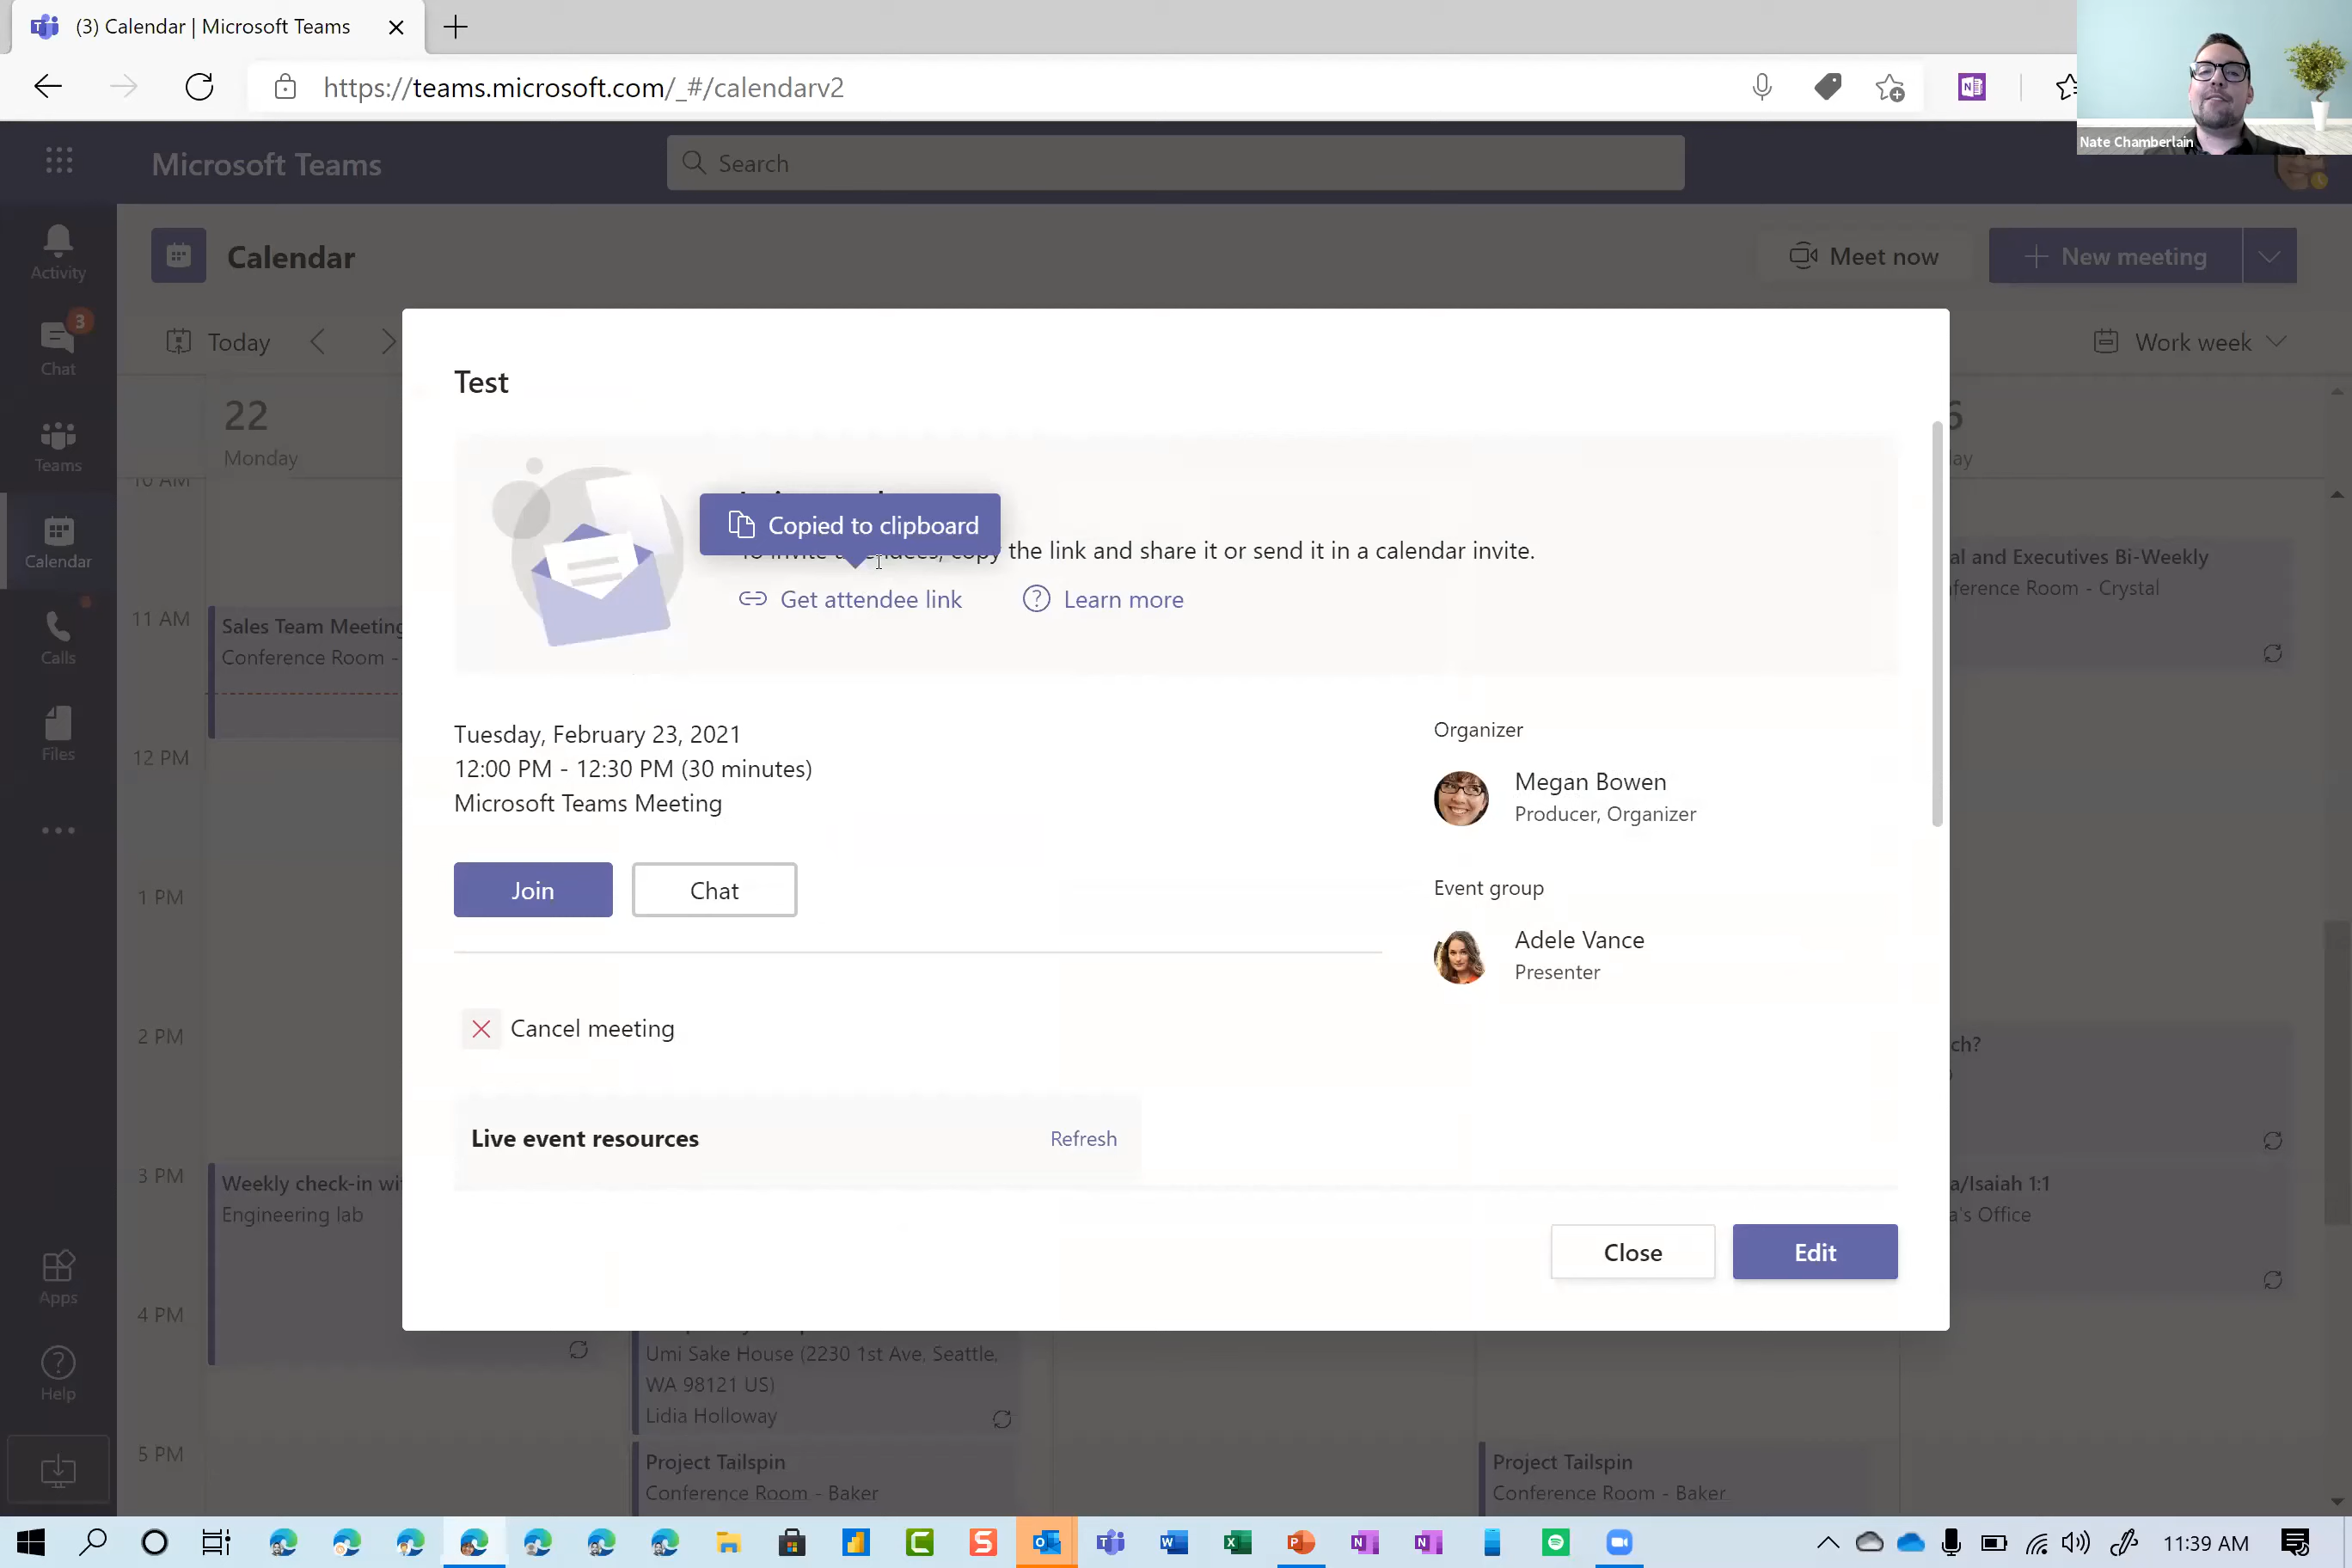 (3) Calendar | Microsoft Teams
https://teams.microsoft.com/_#/calendarv2
Nate Chamberlain
Microsoft Teams
Search
Activity
Calendar
Meet now
New meeting
3
Chat
Today
Work week
Test
22
Monday
Teams
10 AM
Copied to clipboard
To invite attendees, copy the link and share it or send it in a calendar invite.
Get attendee link
Learn more
Calendar
al and Executives Bi-Weekly
ference Room - Crystal
11 AM
Sales Team Meeting
Conference Room -
Calls
Files
12 PM
Tuesday, February 23, 2021
12:00 PM - 12:30 PM (30 minutes)
Microsoft Teams Meeting
Organizer
Megan Bowen
Producer, Organizer
Join
Chat
Event group
Adele Vance
Presenter
1 PM
Cancel meeting
2 PM
ch?
Live event resources
Refresh
3 PM
Weekly check-in wi
Engineering lab
a/Isaiah 1:1
a's Office
Close
Edit
Apps
4 PM
Help
Umi Sake House (2230 1st Ave, Seattle,
WA 98121 US)
Lidia Holloway
5 PM
Project Tailspin
Conference Room - Baker
Project Tailspin
Conference Room - Baker
11:39 AM